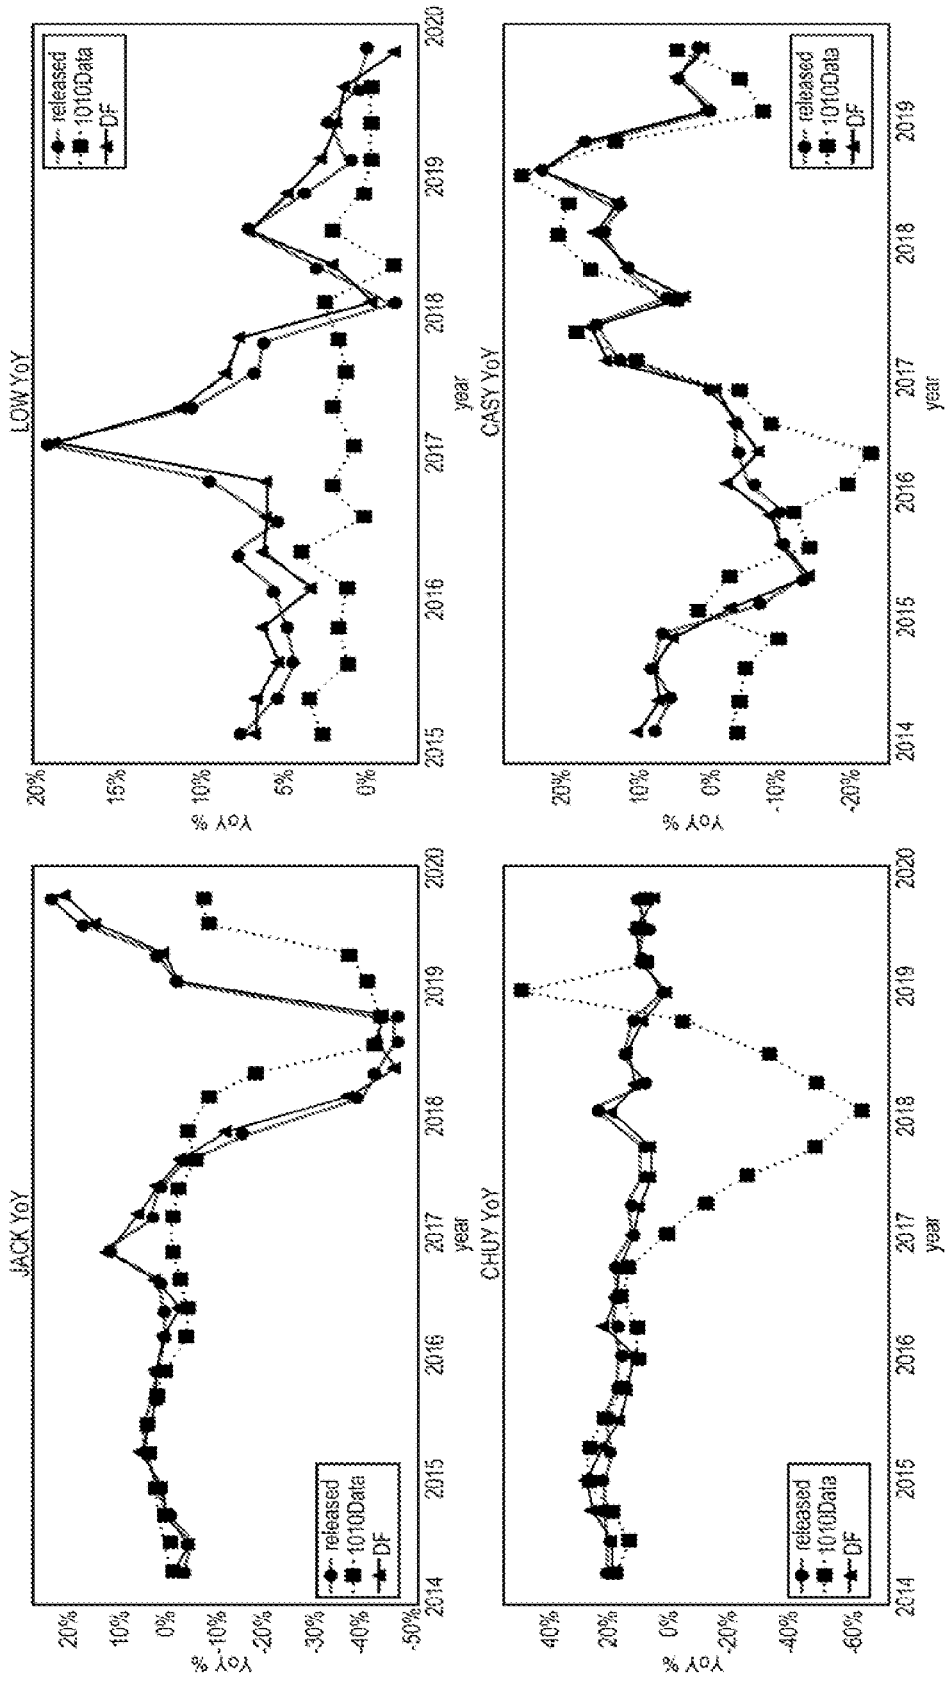 JACK YoY
YoY %
20%
10%
0%
-10%
-20%
-30%
-40%
-50%
released
1010Data
DF
2014 2015 2016 2017 2018 2019 2020
year
LOW YoY
YoY %
20%
15%
10%
5%
0%
released
1010Data
DF
2015 2016 2017 2018 2019 2020
year
CHUY YoY
YoY %
40%
20%
0%
-20%
-40%
-60%
released
1010Data
DF
2014 2015 2016 2017 2018 2019 2020
year
CASY YoY
YoY %
20%
10%
0%
-10%
-20%
released
1010Data
DF
2014 2015 2016 2017 2018 2019
year